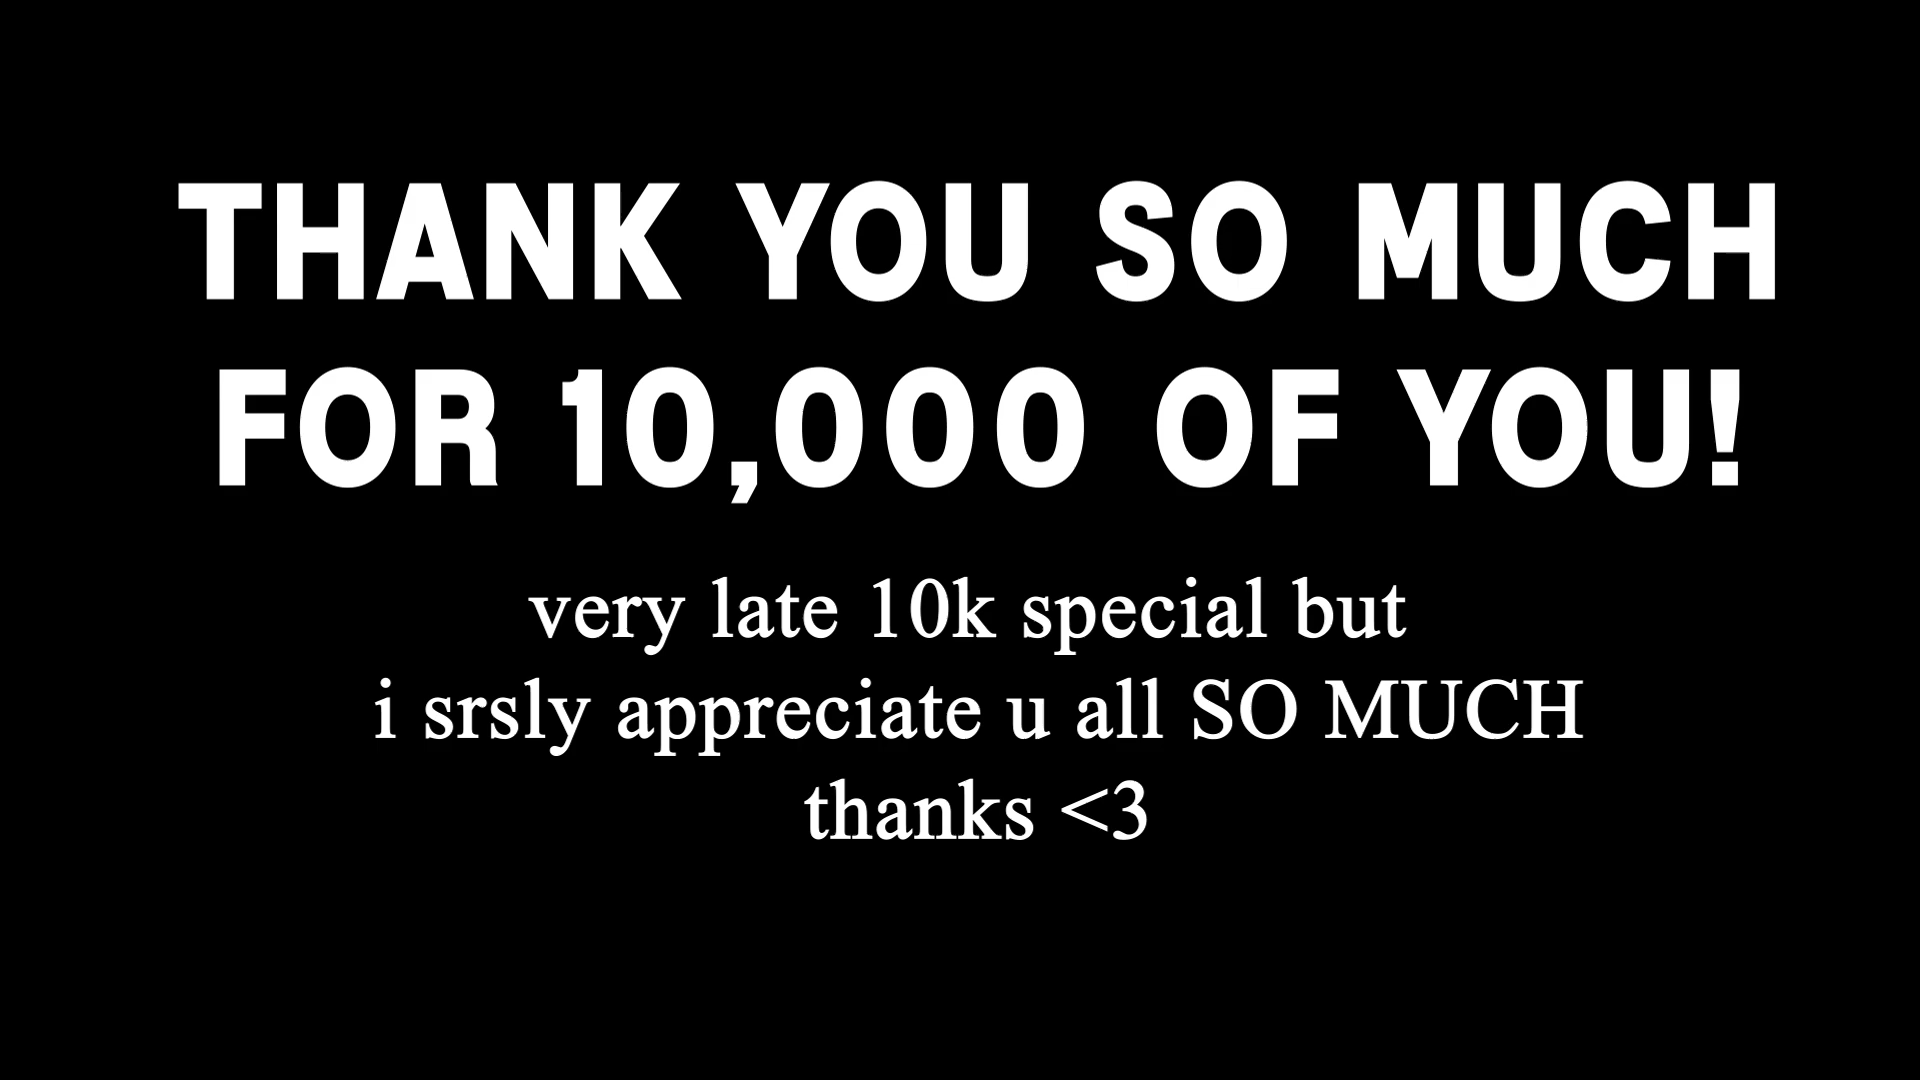 THANK YOU SO MUCH
FOR 10,000 OF YOU!
very late 10k special but
i srsly appreciate u all SO MUCH
thanks <3